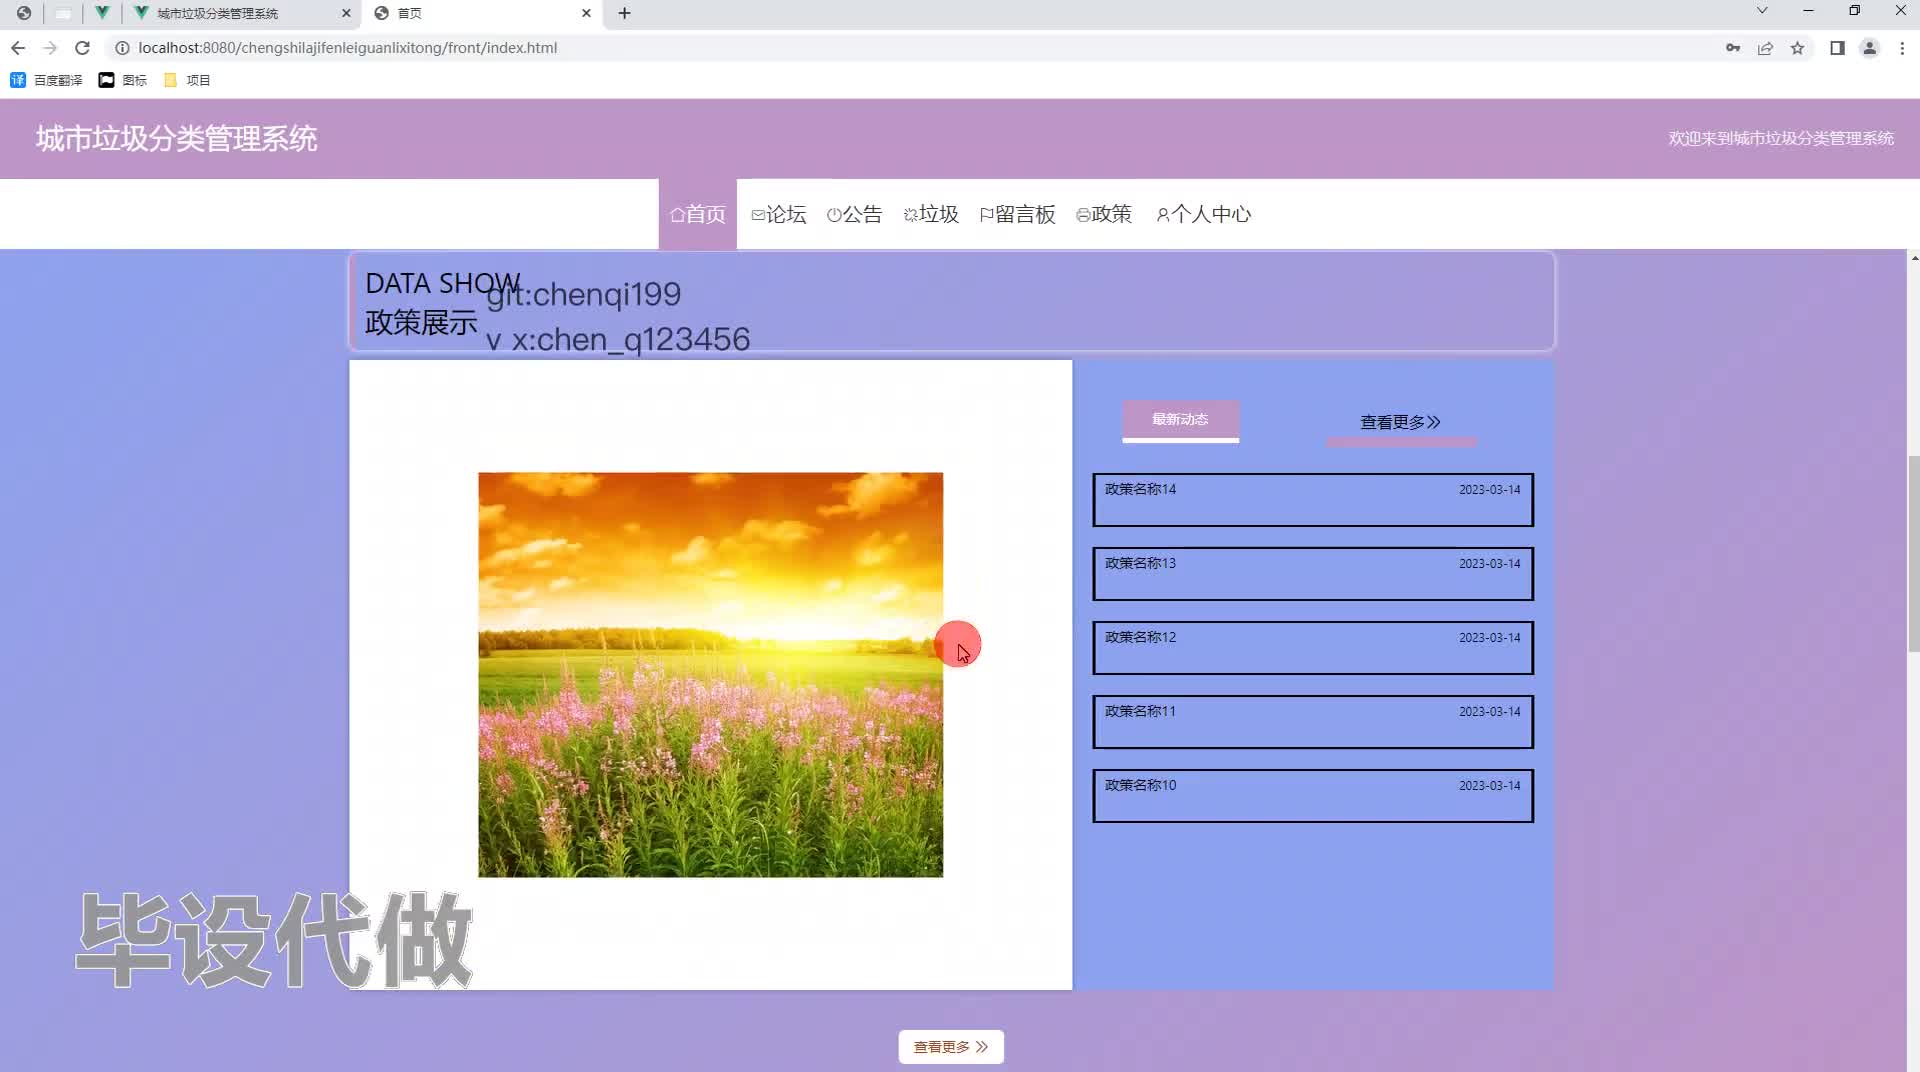 城市垃圾分类管理系统
首页
localhost:8080/chengshilajifenleiguanlixitong/front/index.html
译 百度翻译 图标 项目
城市垃圾分类管理系统
欢迎来到城市垃圾分类管理系统
首页 论坛 公告 垃圾 留言板 政策 个人中心
DATA SHOW
git:chenqi199
政策展示
v x:chen_q123456
最新动态
查看更多
政策名称14 2023-03-14
政策名称13 2023-03-14
政策名称12 2023-03-14
政策名称11 2023-03-14
政策名称10 2023-03-14
毕设代做
查看更多